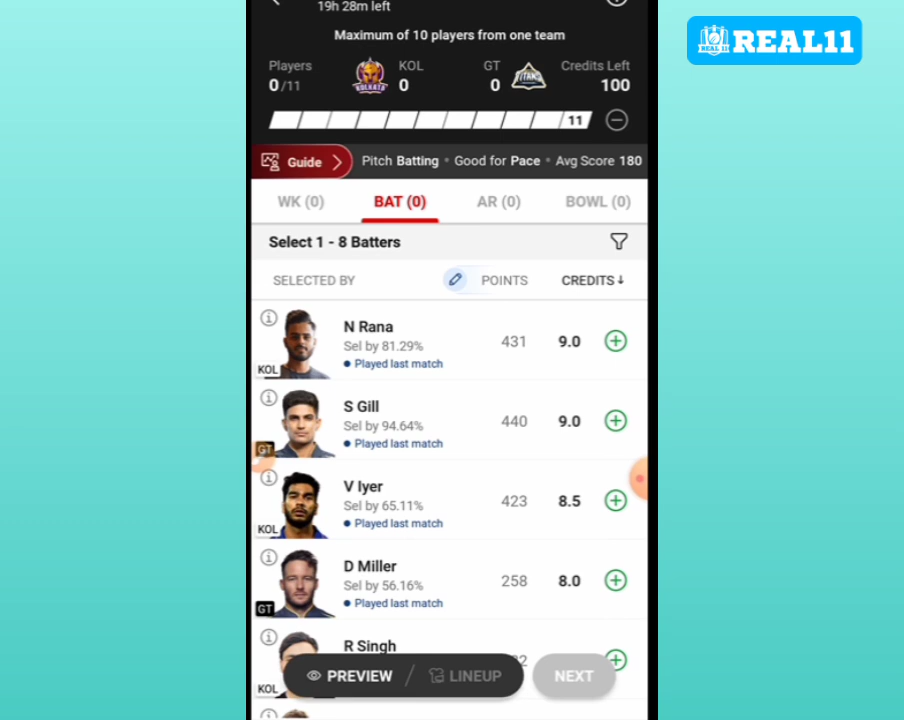 19h 28m left
REAL 11
REAL11
Maximum of 10 players from one team
Players KOL GT Credits Left
0/11 KOLKATA 0 0 TITANS 100
11
Guide Pitch Batting • Good for Pace • Avg Score 180
WK (0) BAT (0) AR (0) BOWL (0)
Select 1 - 8 Batters
SELECTED BY POINTS CREDITS↓
N Rana
Sel by 81.29% 431 9.0
KOL • Played last match
S Gill
Sel by 94.64% 440 9.0
GT • Played last match
V Iyer
Sel by 65.11% 423 8.5
KOL • Played last match
D Miller
Sel by 56.16% 258 8.0
GT • Played last match
R Singh
KOL PREVIEW / LINEUP NEXT